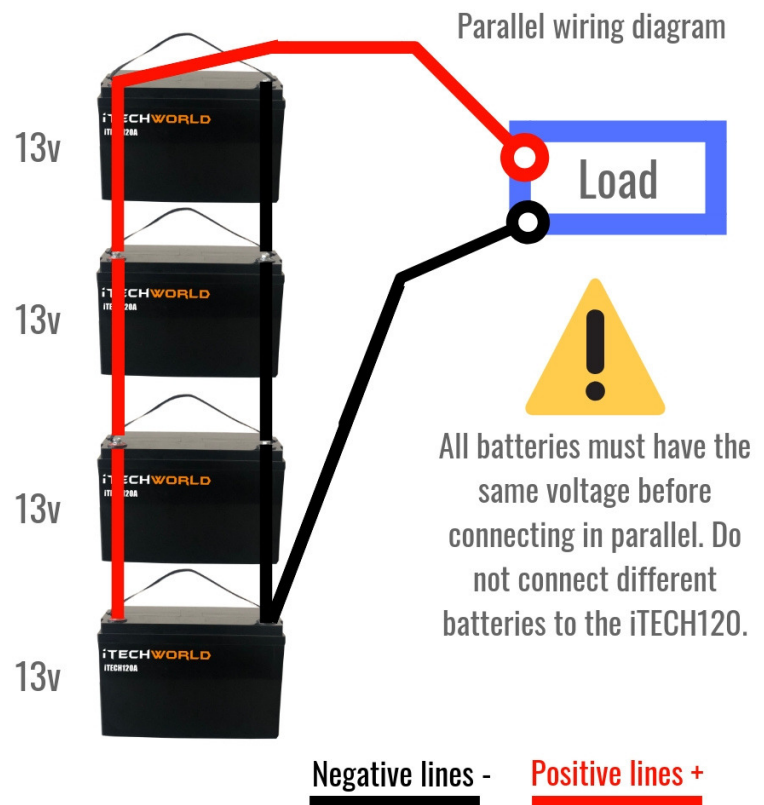 Parallel wiring diagram
13v
iTECHWORLD
iTECH120A
Load
13v
iTECHWORLD
13v
iTECHWORLD
All batteries must have the
same voltage before
connecting in parallel. Do
not connect different
batteries to the iTECH120.
13v
iTECHWORLD
iTECH120A
Negative lines -
Positive lines +